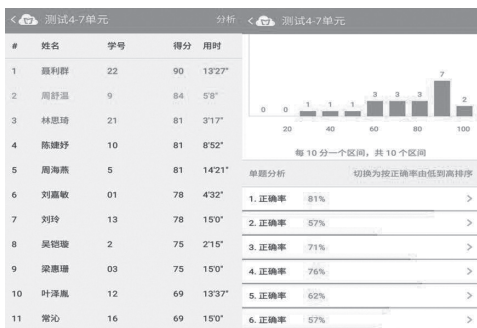 测试4-7单元 分析
# 姓名 学号 得分 用时
1 聂利群 22 90 13'27"
2 周舒温 9 84 5'8"
3 林思琦 21 81 3'17"
4 陈婕妤 10 81 8'52"
5 周海燕 5 81 14'21"
6 刘嘉敏 01 78 4'32"
7 刘玲 13 78 15'0"
8 吴铠璇 2 75 2'15"
9 梁惠珊 03 75 15'0"
10 叶泽胤 12 69 13'37"
11 常沁 16 69 15'0"
测试4-7单元
0 0 1 1 1 3 3 3 7 2
20 40 60 80 100
每 10 分一个区间，共 10 个区间
单题分析 切换为按正确率由低到高排序
1. 正确率 81%
2. 正确率 57%
3. 正确率 71%
4. 正确率 76%
5. 正确率 62%
6. 正确率 57%